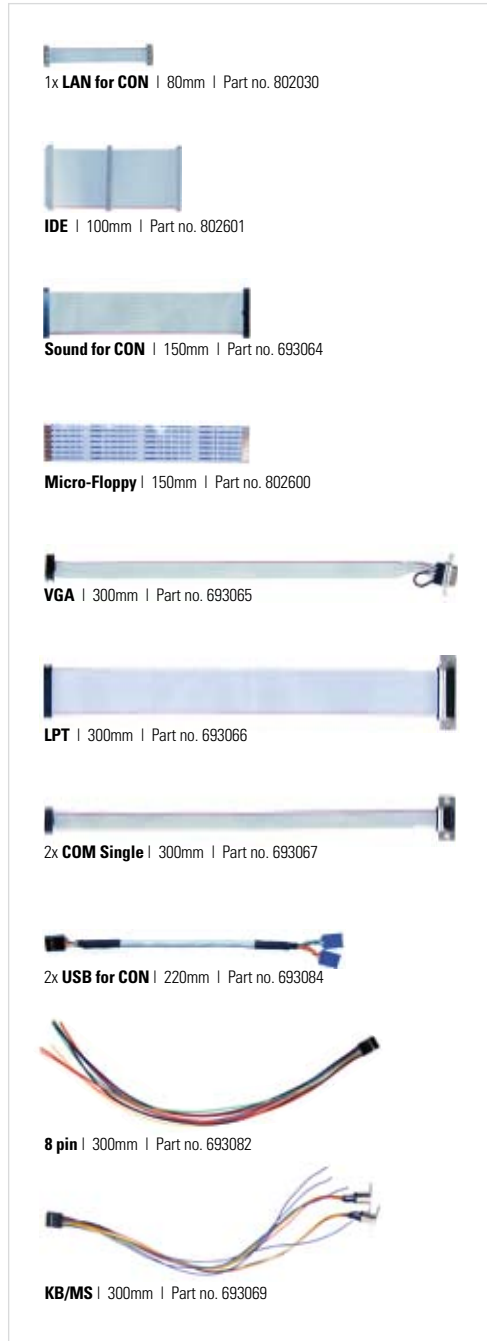 1x LAN for CON | 80mm | Part no. 802030
IDE | 100mm | Part no. 802601
Sound for CON | 150mm | Part no. 693064
Micro-Floppy | 150mm | Part no. 802600
VGA | 300mm | Part no. 693065
LPT | 300mm | Part no. 693066
2x COM Single | 300mm | Part no. 693067
2x USB for CON | 220mm | Part no. 693084
8 pin | 300mm | Part no. 693082
KB/MS | 300mm | Part no. 693069